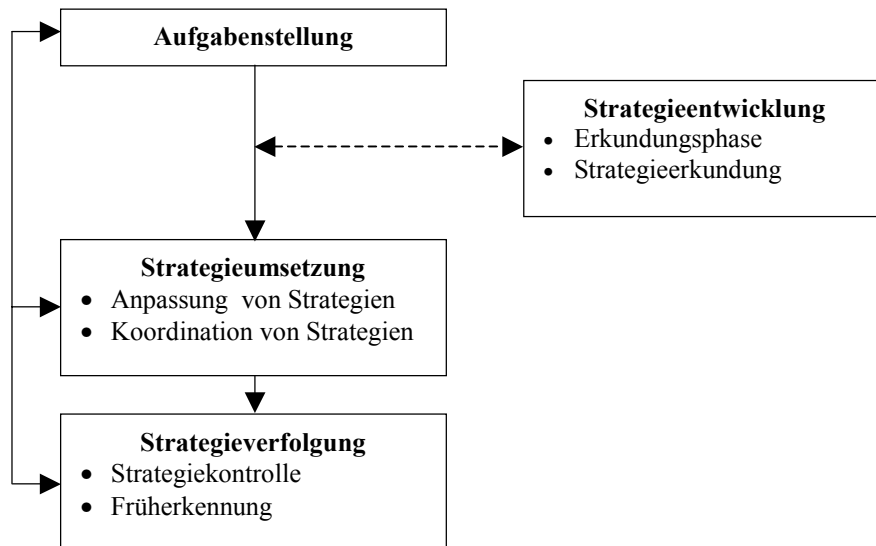 Aufgabenstellung
Strategieentwicklung
• Erkundungsphase
• Strategieerkundung
Strategieumsetzung
• Anpassung von Strategien
• Koordination von Strategien
Strategieverfolgung
• Strategiekontrolle
• Früherkennung